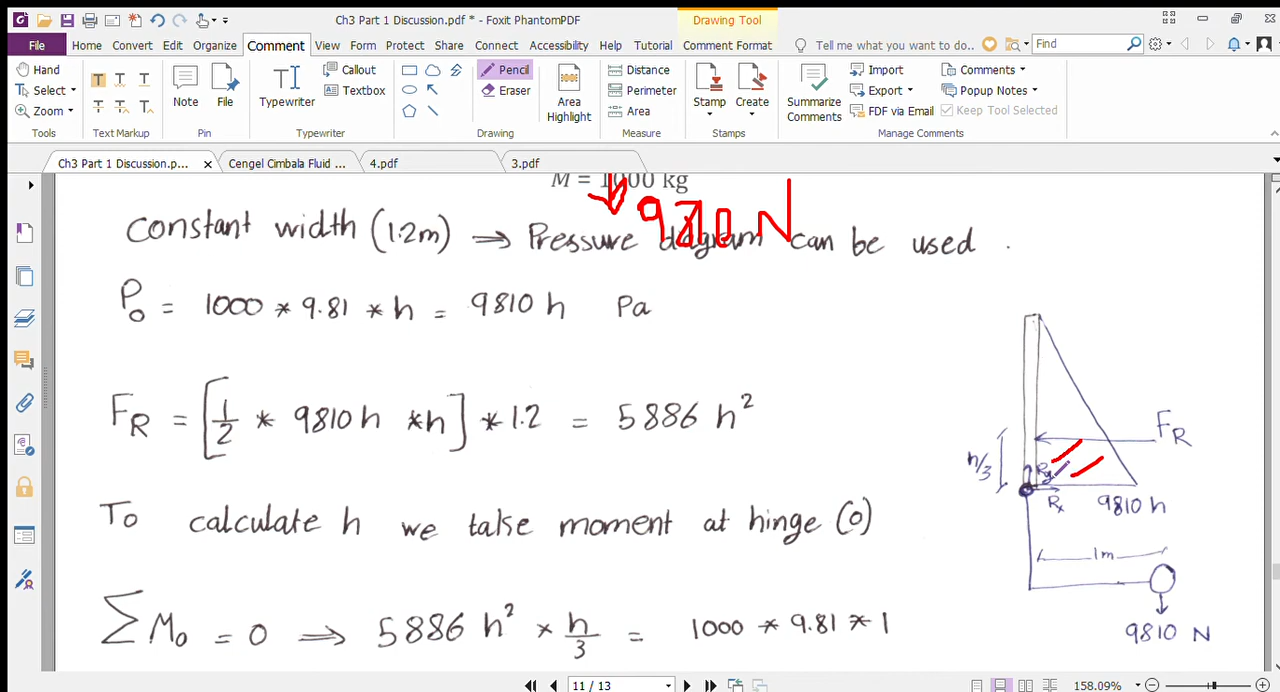 Ch3 Part 1 Discussion.pdf * - Foxit PhantomPDF
Drawing Tool
File Home Convert Edit Organize Comment View Form Protect Share Connect Accessibility Help Tutorial Comment Format Tell me what you want to do.. Find
Hand
Select
Zoom
Tools
T T T
T T T
Text Markup
Note
File
Pin
Typewriter
Callout
Textbox
Typewriter
Pencil
Eraser
Drawing
Area Highlight
Distance
Perimeter
Area
Measure
Stamp
Create
Stamps
Summarize Comments
Import
Export
FDF via Email
Comments
Popup Notes
Keep Tool Selected
Manage Comments
Ch3 Part 1 Discussion.p... × Cengel Cimbala Fluid ... 4.pdf 3.pdf
M = 1000 kg
9810 N
Constant width (1.2m) ⇒ Pressure diagram can be used .
P₀ = 1000 * 9.81 * h = 9810 h Pa
F_R = [1/2 * 9810 h * h] * 1.2 = 5886 h²
To calculate h we take moment at hinge (0)
∑ M₀ = 0 ⇒ 5886 h² × h/3 = 1000 * 9.81 * 1
F_R
h/3
R_y
R_x
9810 h
1m
9810 N
11 / 13
158.09%